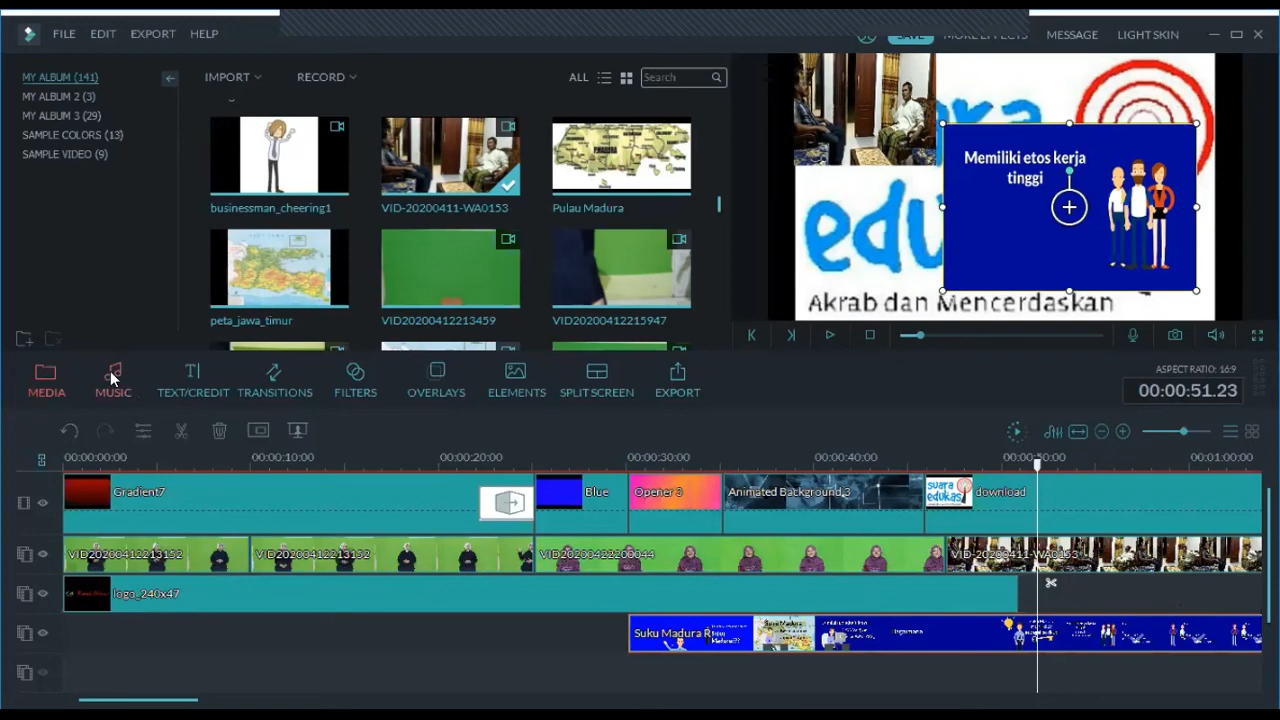 FILE EDIT EXPORT HELP
MESSAGE LIGHT SKIN
MY ALBUM (141)
MY ALBUM 2 (3)
MY ALBUM 3 (29)
SAMPLE COLORS (13)
SAMPLE VIDEO (9)
IMPORT RECORD ALL Search
businessman_cheering1 VID-20200411-WA0153 Pulau Madura
peta_jawa_timur VID20200412213459 VID20200412215947
Memiliki etos kerja
tinggi
Akrab dan Mencerdaskan
MEDIA MUSIC TEXT/CREDIT TRANSITIONS FILTERS OVERLAYS ELEMENTS SPLIT SCREEN EXPORT
ASPECT RATIO: 16:9
00:00:51.23
00:00:00:00 00:00:10:00 00:00:20:00 00:00:30:00 00:00:40:00 00:00:50:00 00:01:00:00
Gradient7 Blue Opener 3 Animated Background 3 suara edukasi download
VID20200412213152 VID20200412213152 VID20200422200044 VID-20200411-WA0153
logo_240x47
Suku Madura